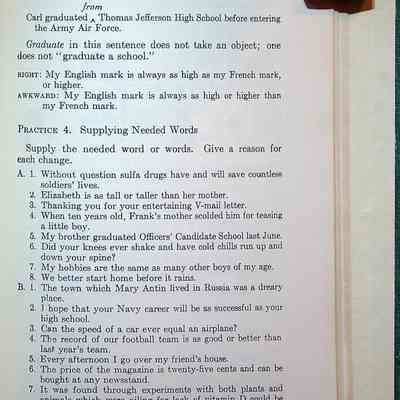 from
Carl graduated ‸ Thomas Jefferson High School before entering
the Army Air Force.
Graduate in this sentence does not take an object; one
does not "graduate a school."
RIGHT: My English mark is always as high as my French mark,
or higher.
AWKWARD: My English mark is always as high or higher than
my French mark.
PRACTICE 4. Supplying Needed Words
Supply the needed word or words. Give a reason for
each change.
A. 1. Without question sulfa drugs have and will save countless
soldiers' lives.
2. Elizabeth is as tall or taller than her mother.
3. Thanking you for your entertaining V-mail letter.
4. When ten years old, Frank's mother scolded him for teasing
a little boy.
5. My brother graduated Officers' Candidate School last June.
6. Did your knees ever shake and have cold chills run up and
down your spine?
7. My hobbies are the same as many other boys of my age.
8. We better start home before it rains.
B. 1. The town which Mary Antin lived in Russia was a dreary
place.
2. I hope that your Navy career will be as successful as your
high school.
3. Can the speed of a car ever equal an airplane?
4. The record of our football team is as good or better than
last year's team.
5. Every afternoon I go over my friend's house.
6. The price of the magazine is twenty-five cents and can be
bought at any newsstand.
7. It was found through experiments with both plants and
animals which were ailing for lack of vitamin D could be